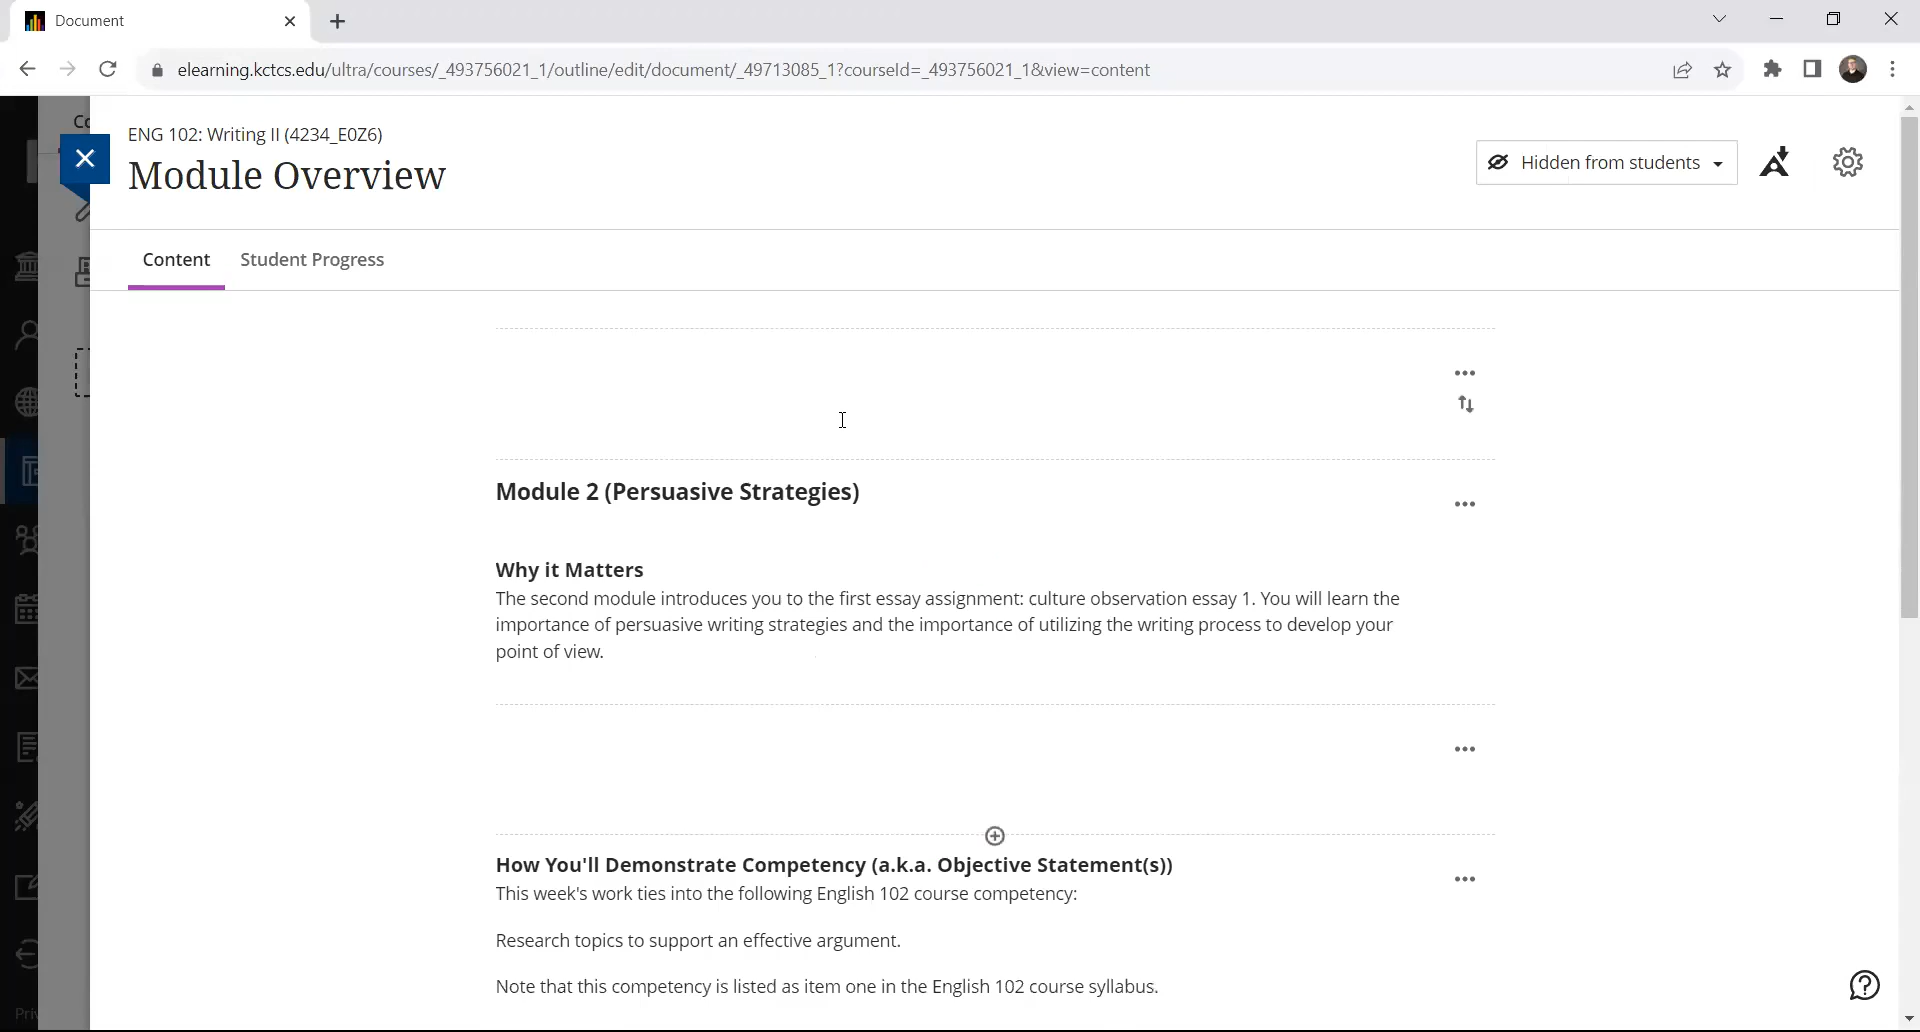 Document
elearning.kctcs.edu/ultra/courses/_493756021_1/outline/edit/document/_49713085_1?courseId=_493756021_1&view=content
ENG 102: Writing II (4234_E0Z6)
Module Overview
Hidden from students
Content
Student Progress
Module 2 (Persuasive Strategies)
Why it Matters
The second module introduces you to the first essay assignment: culture observation essay 1. You will learn the
importance of persuasive writing strategies and the importance of utilizing the writing process to develop your
point of view.
How You'll Demonstrate Competency (a.k.a. Objective Statement(s))
This week's work ties into the following English 102 course competency:
Research topics to support an effective argument.
Note that this competency is listed as item one in the English 102 course syllabus.